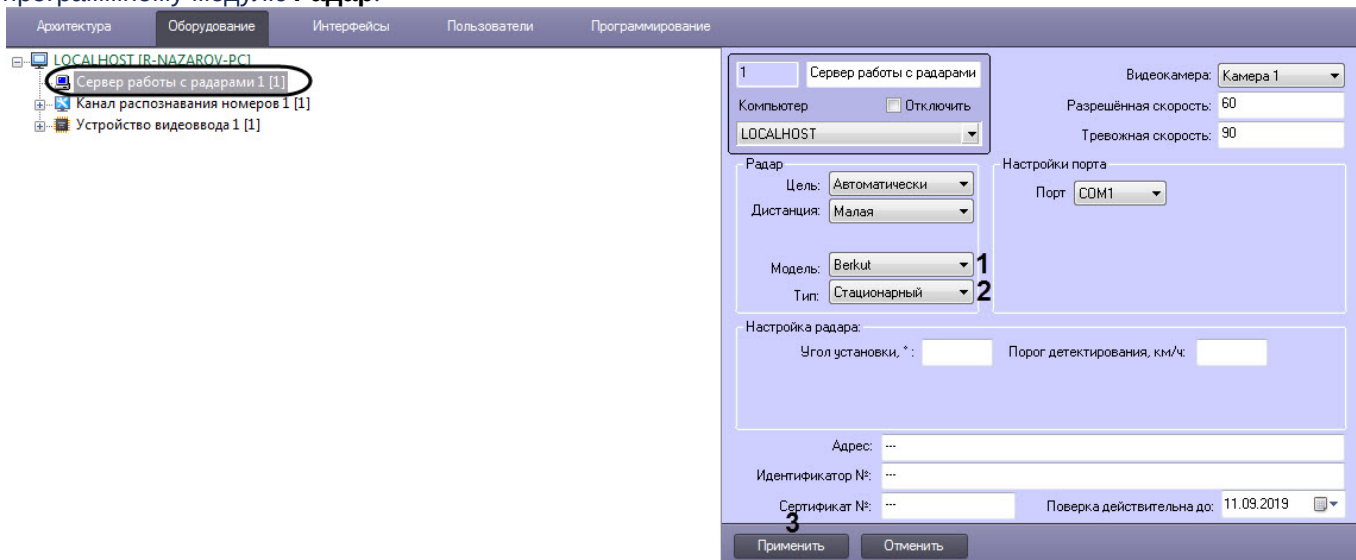 программному модулю Радар.
Архитектура Оборудование Интерфейсы Пользователи Программирование
LOCALHOST [R-NAZAROV-PC]
Сервер работы с радарами 1 [1]
Канал распознавания номеров 1 [1]
Устройство видеоввода 1 [1]
1 Сервер работы с радарами
Компьютер Отключить
LOCALHOST
Видеокамера: Камера 1
Разрешённая скорость: 60
Тревожная скорость: 90
Радар
Цель: Автоматически
Дистанция: Малая
Модель: Berkut 1
Тип: Стационарный 2
Настройки порта
Порт COM1
Настройка радара:
Угол установки, ° : Порог детектирования, км/ч:
Адрес: ---
Идентификатор №: ---
Сертификат №: --- Поверка действительна до: 11.09.2019
3
Применить Отменить